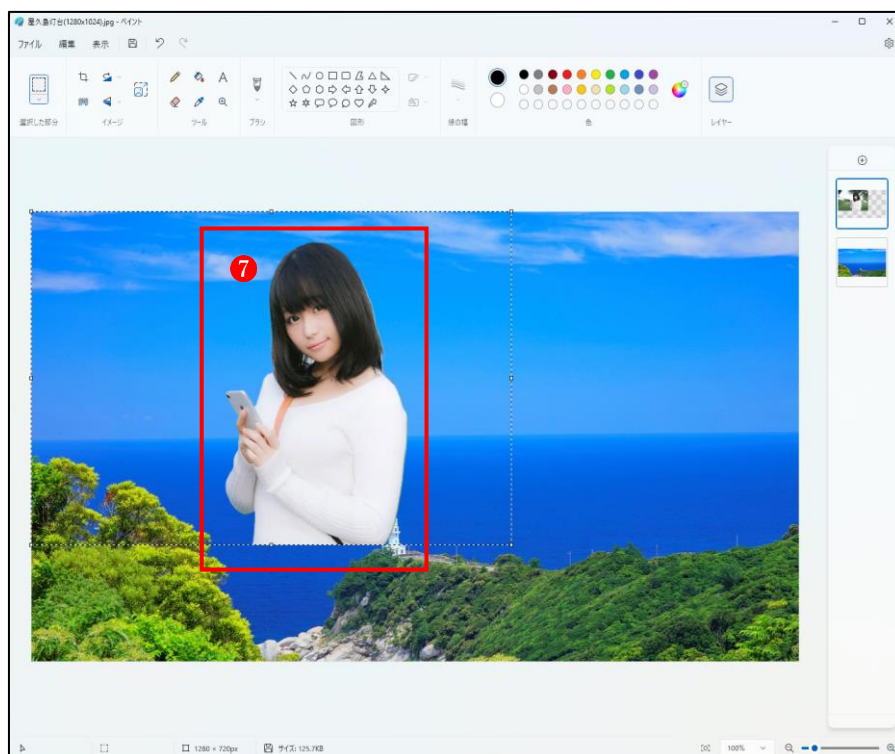 屋久島灯台(1280x1024).jpg - ペイント
ファイル 編集 表示
選択した部分 イメージ ツール ブラシ 図形 線の幅 色 レイヤー
7
1280 × 720px サイズ: 125.7KB 100%